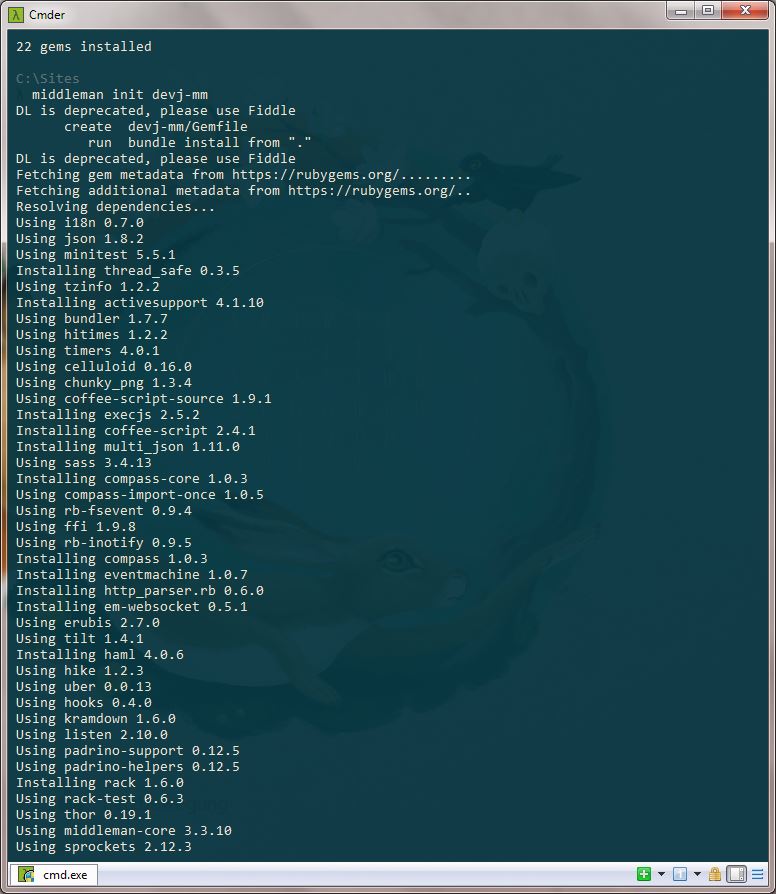 Cmder
22 gems installed
C:\Sites
middleman init devj-mm
DL is deprecated, please use Fiddle
create devj-mm/Gemfile
run bundle install from "."
DL is deprecated, please use Fiddle
Fetching gem metadata from https://rubygems.org/.........
Fetching additional metadata from https://rubygems.org/..
Resolving dependencies...
Using i18n 0.7.0
Using json 1.8.2
Using minitest 5.5.1
Installing thread_safe 0.3.5
Using tzinfo 1.2.2
Installing activesupport 4.1.10
Using bundler 1.7.7
Using hitimes 1.2.2
Using timers 4.0.1
Using celluloid 0.16.0
Using chunky_png 1.3.4
Using coffee-script-source 1.9.1
Installing execjs 2.5.2
Installing coffee-script 2.4.1
Installing multi_json 1.11.0
Using sass 3.4.13
Installing compass-core 1.0.3
Using compass-import-once 1.0.5
Using rb-fsevent 0.9.4
Using ffi 1.9.8
Using rb-inotify 0.9.5
Installing compass 1.0.3
Installing eventmachine 1.0.7
Installing http_parser.rb 0.6.0
Installing em-websocket 0.5.1
Using erubis 2.7.0
Using tilt 1.4.1
Installing haml 4.0.6
Using hike 1.2.3
Using uber 0.0.13
Using hooks 0.4.0
Using kramdown 1.6.0
Using listen 2.10.0
Using padrino-support 0.12.5
Using padrino-helpers 0.12.5
Installing rack 1.6.0
Using rack-test 0.6.3
Using thor 0.19.1
Using middleman-core 3.3.10
Using sprockets 2.12.3
cmd.exe